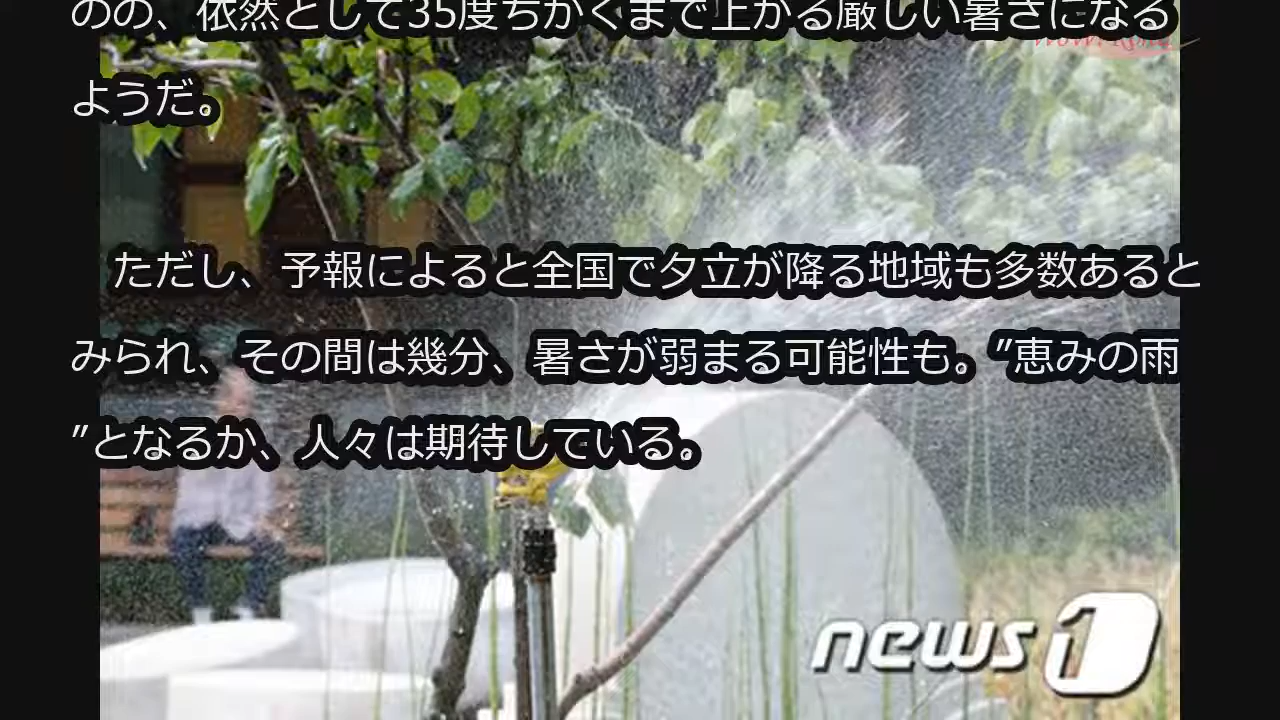 のの、依然として35度ちかくまで上がる厳しい暑さになる
ようだ。
ただし、予報によると全国で夕立が降る地域も多数あると
みられ、その間は幾分、暑さが弱まる可能性も。″恵みの雨
″となるか、人々は期待している。
news1